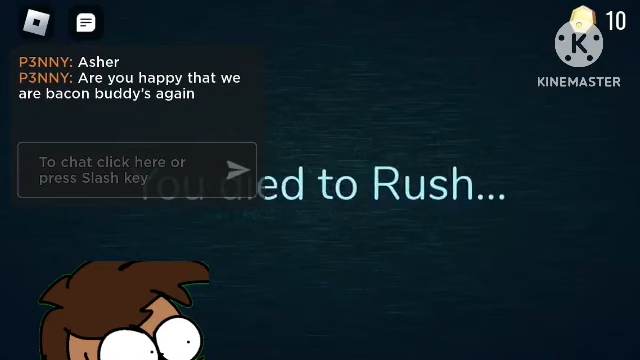 10
K
KINEMASTER
P3NNY: Asher
P3NNY: Are you happy that we
are bacon buddy's again
To chat click here or
press Slash key
You died to Rush...